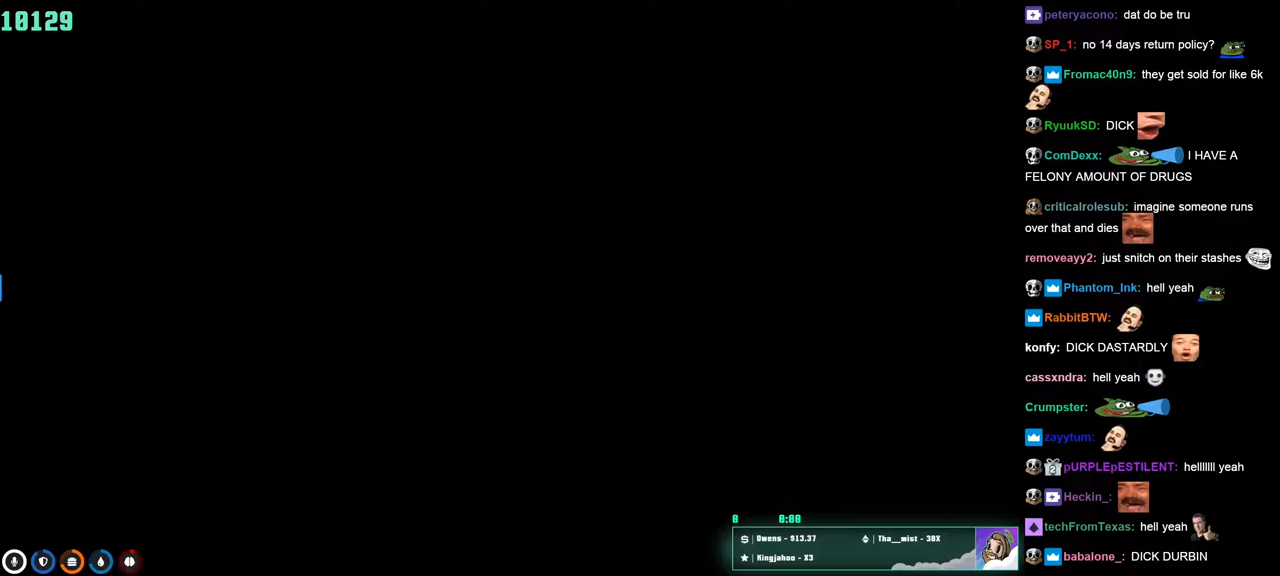 10129
peteryacono: dat do be tru
SP_1: no 14 days return policy?
Fromac40n9: they get sold for like 6k
RyuukSD: DICK
ComDexx: I HAVE A
FELONY AMOUNT OF DRUGS
criticalrolesub: imagine someone runs
over that and dies
removeayy2: just snitch on their stashes
Phantom_Ink: hell yeah
RabbitBTW:
konfy: DICK DASTARDLY
cassxndra: hell yeah
Crumpster:
zayytum:
2 pURPLEpESTILENT: helllllll yeah
Heckin_:
techFromTexas: hell yeah
babalone_: DICK DURBIN
0 0:00
Owens - $13.37 Tha__mist - 30X
Kingjahoo - X3